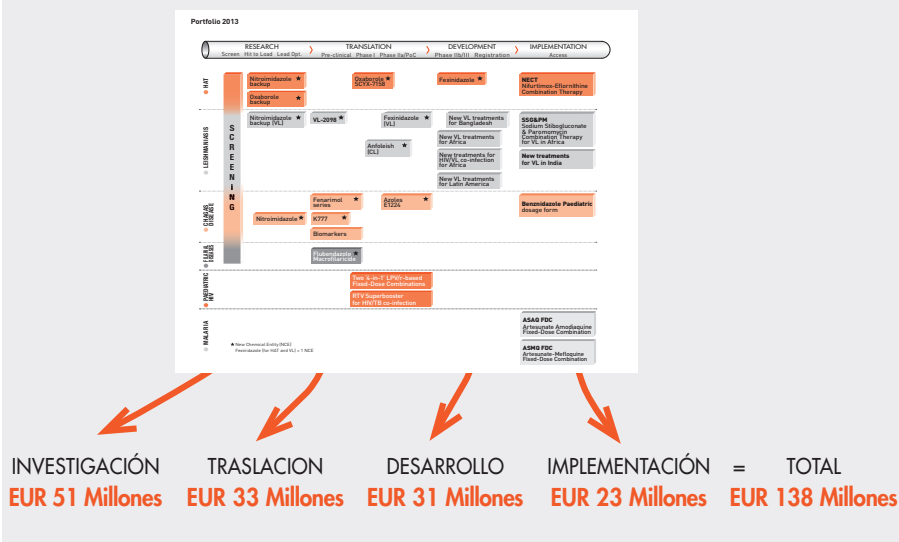 Portfolio 2013
RESEARCH
TRANSLATION
DEVELOPMENT
IMPLEMENTATION
Screen Hit to Lead Lead Opt.
Pre-clinical Phase I Phase IIa/PoC
Phase IIb/III Registration
Access
HAT
Nitroimidazole ★
backup
Oxaborole ★
SCYX-7158
Fexinidazole ★
NECT
Nifurtimox-Eflornithine
Combination Therapy
Oxaborole ★
backup
LEISHMANIASIS
SCREENiNG
Nitroimidazole ★
backup (VL)
VL-2098 ★
Fexinidazole ★
(VL)
New VL treatments
for Bangladesh
SSG&PM
Sodium Stibogluconate
& Paromomycin
Combination Therapy
for VL in Africa
Anfoleish ★
(CL)
New VL treatments
for Africa
New treatments for
HIV/VL co-infection
for Africa
New treatments
for VL in India
New VL treatments
for Latin America
CHAGAS
DISEASE
Fenarimol ★
series
Azoles ★
E1224
Benznidazole Paediatric
dosage form
Nitroimidazole ★
K777 ★
Biomarkers
FILARIAL
Flubendazole ★
Macrofilaricide
PAEDIATRIC
HIV
Two '4-in-1' LPV/r-based
Fixed-Dose Combinations
RTV Superbooster
for HIV/TB co-infection
MALARIA
ASAQ FDC
Artesunate Amodiaquine
Fixed-Dose Combination
ASMQ FDC
Artesunate-Mefloquine
Fixed-Dose Combination
★ New Chemical Entity (NCE)
Fexinidazole (for HAT and VL) = 1 NCE
INVESTIGACIÓN
TRASLACION
DESARROLLO
IMPLEMENTACIÓN
=
TOTAL
EUR 51 Millones
EUR 33 Millones
EUR 31 Millones
EUR 23 Millones
EUR 138 Millones